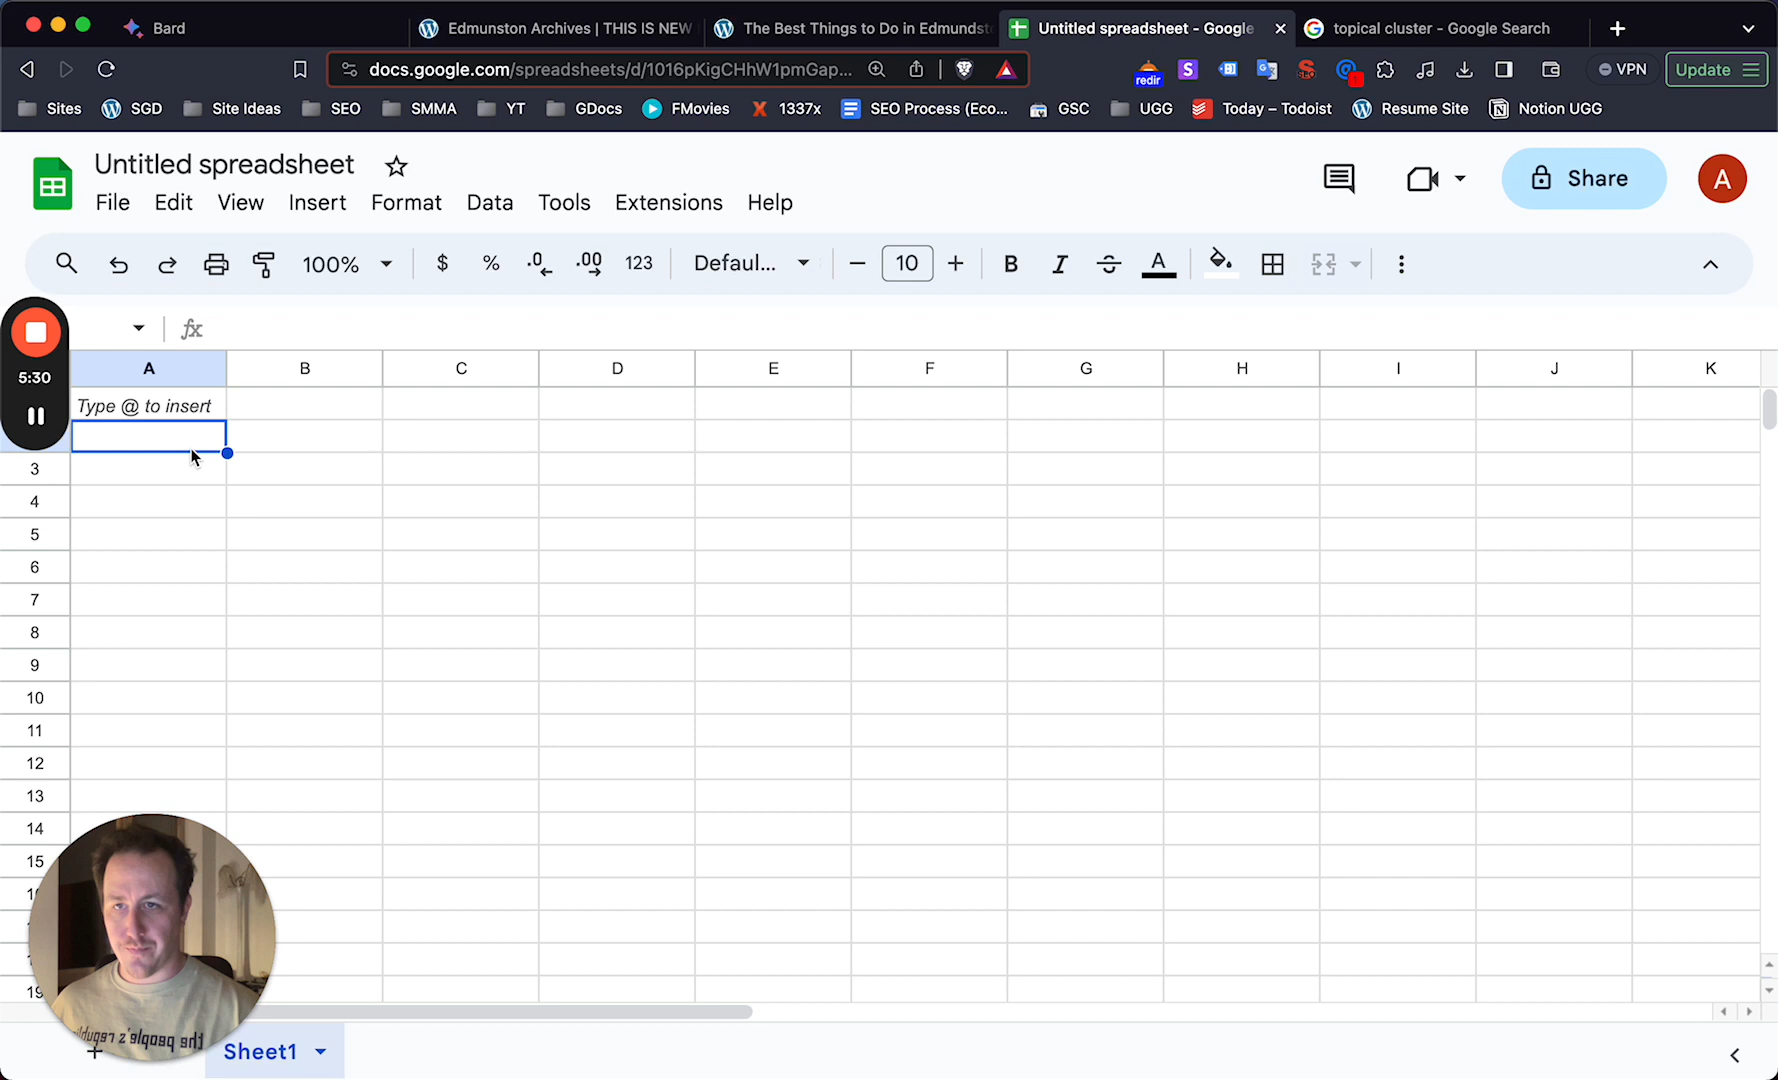 Bard
Edmunston Archives | THIS IS NEW
The Best Things to Do in Edmundst
Untitled spreadsheet - Google
topical cluster - Google Search
docs.google.com/spreadsheets/d/1016pKigCHhW1pmGap...
redir
VPN
Update
Sites
SGD
Site Ideas
SEO
SMMA
YT
GDocs
FMovies
1337x
SEO Process (Eco...
GSC
UGG
Today – Todoist
Resume Site
Notion UGG
Untitled spreadsheet
File Edit View Insert Format Data Tools Extensions Help
Share
A
100%
$ % .0 .00 123
Defaul...
10
B I S A
fx
5:30
A B C D E F G H I J K
Type @ to insert
3
4
5
6
7
8
9
10
11
12
13
14
15
19
the people's republic
Sheet1